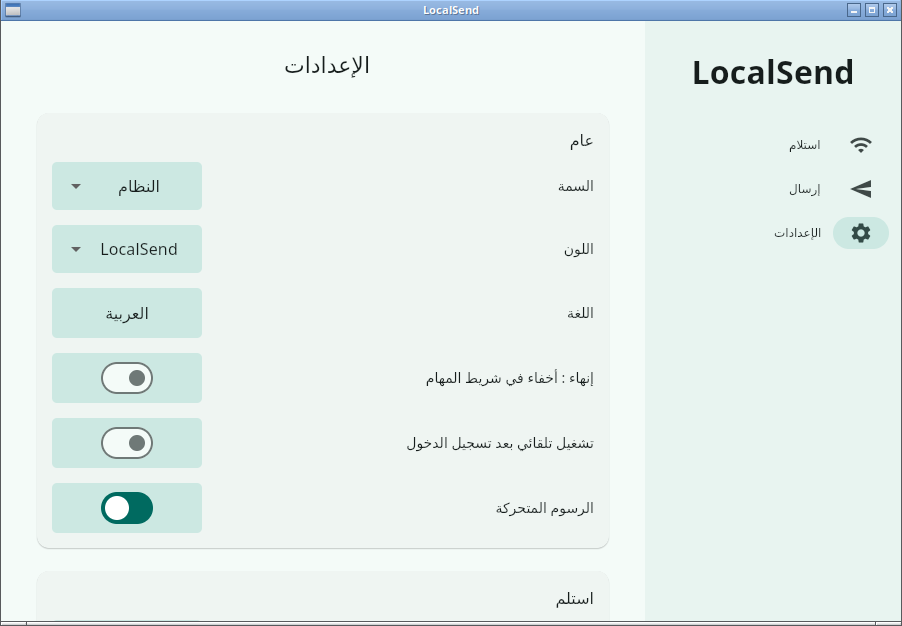 LocalSend
LocalSend
استلام
إرسال
الإعدادات
الإعدادات
عام
السمة
النظام
اللون
LocalSend
اللغة
العربية
إنهاء : أخفاء في شريط المهام
تشغيل تلقائي بعد تسجيل الدخول
الرسوم المتحركة
استلم